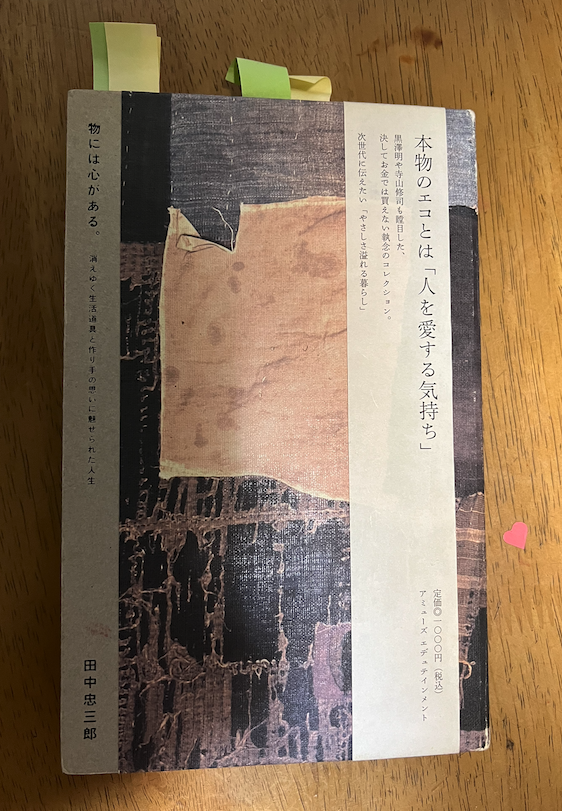 本物のエコとは「人を愛する気持ち」
黒澤明や寺山修司も瞠目した、
決してお金では買えない執念のコレクション。
次世代に伝えたい「やさしさ溢れる暮らし」
定価◎一〇〇〇円(税込)
アミューズ エデュテインメント
物には心がある。
消えゆく生活道具と作り手の思いに魅せられた人生
田中忠三郎